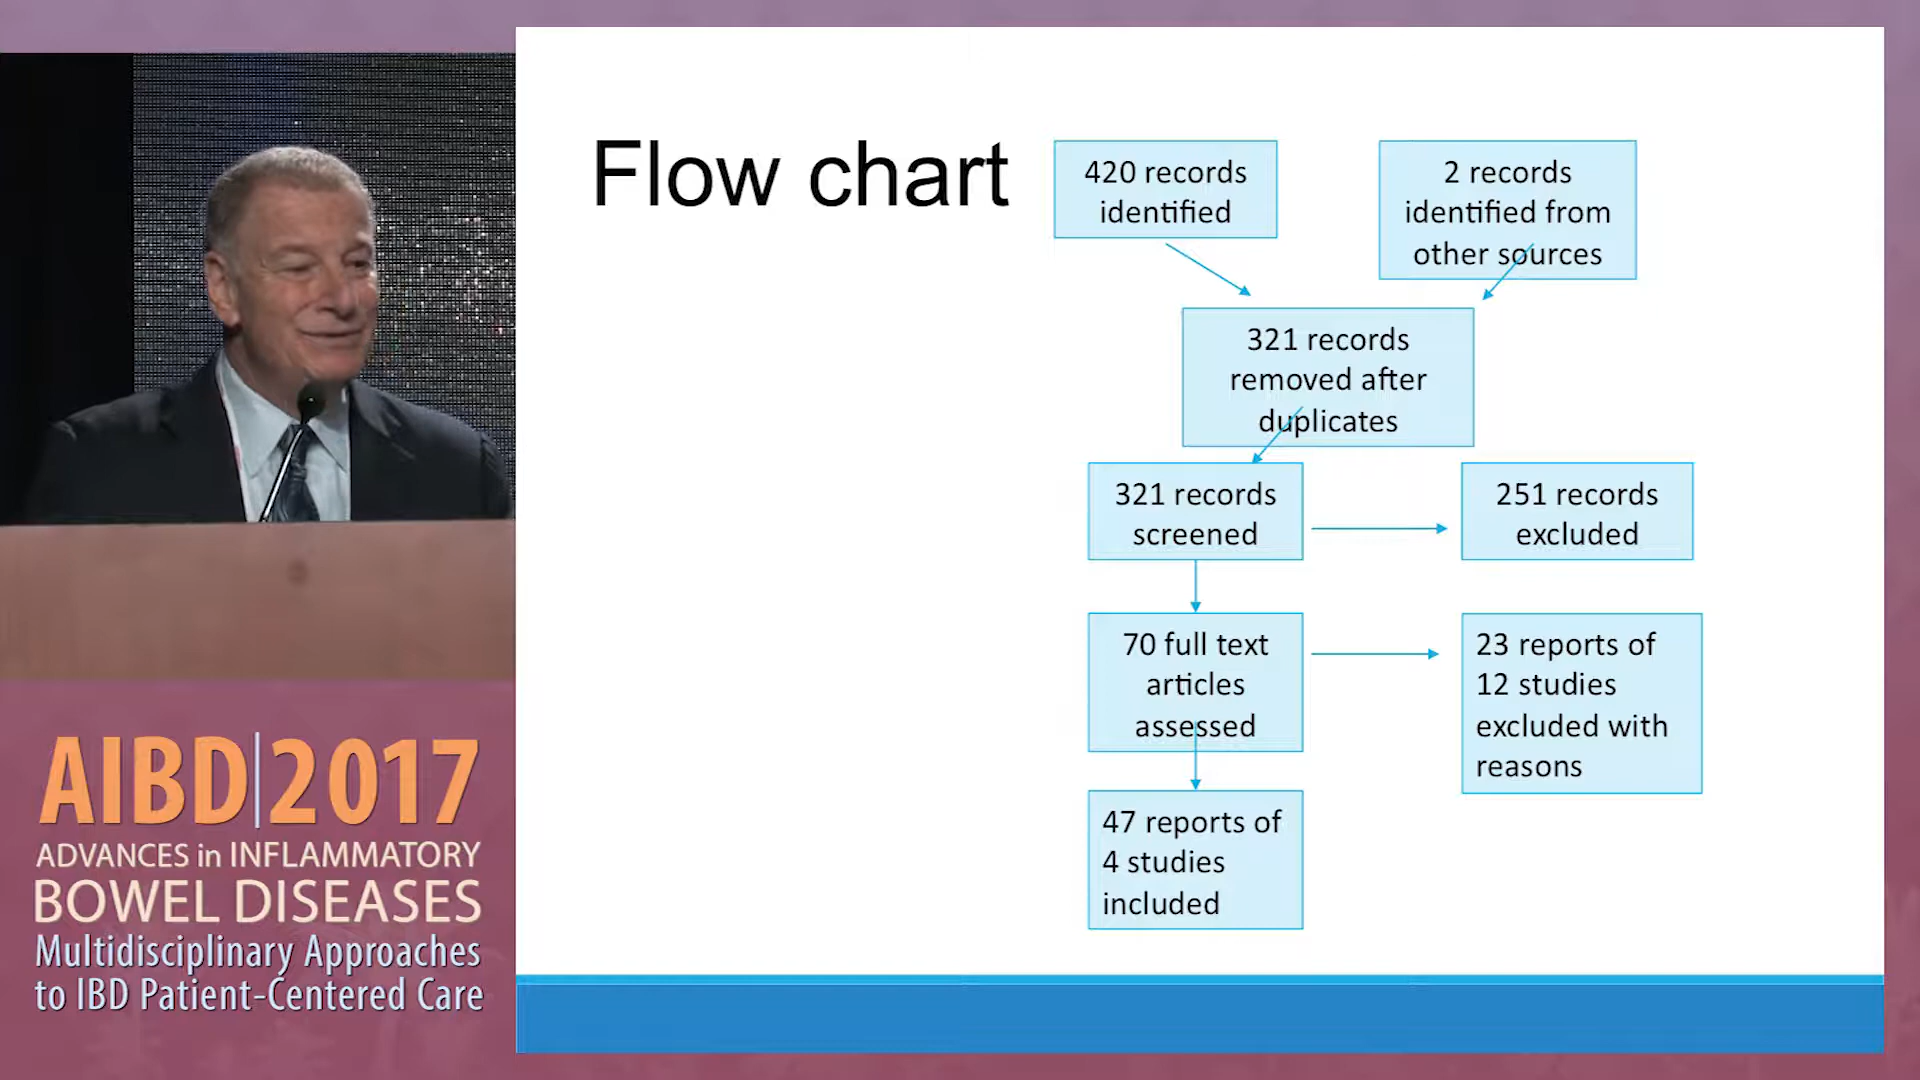 Flow chart
420 records
identified
2 records
identified from
other sources
321 records
removed after
duplicates
321 records
screened
251 records
excluded
70 full text
articles
assessed
23 reports of
12 studies
excluded with
reasons
47 reports of
4 studies
included
AIBD|2017
ADVANCES in INFLAMMATORY
BOWEL DISEASES
Multidisciplinary Approaches
to IBD Patient-Centered Care